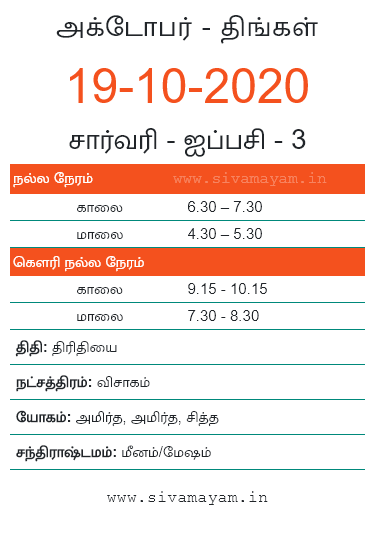 அக்டோபர் - திங்கள்
19-10-2020
சார்வரி - ஐப்பசி - 3
நல்ல நேரம் www.sivamayam.in
காலை 6.30 – 7.30
மாலை 4.30 – 5.30
கௌரி நல்ல நேரம்
காலை 9.15 - 10.15
மாலை 7.30 - 8.30
திதி: திரிதியை
நட்சத்திரம்: விசாகம்
யோகம்: அமிர்த, அமிர்த, சித்த
சந்திராஷ்டமம்: மீனம்/மேஷம்
www.sivamayam.in